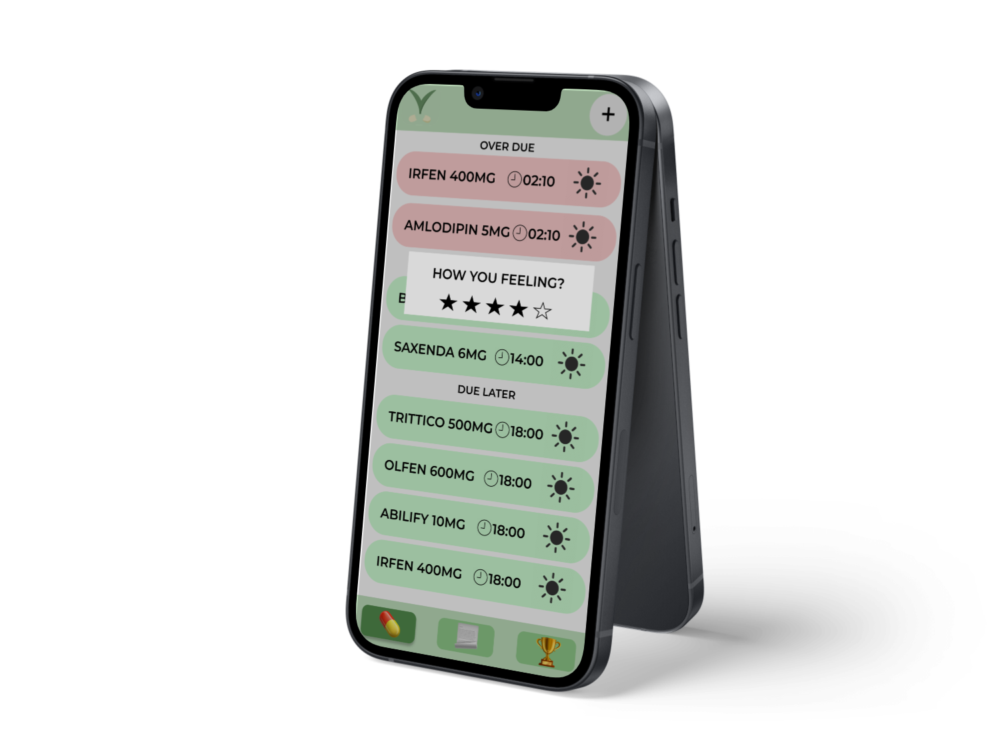 +
OVER DUE
IRFEN 400MG 02:10
AMLODIPIN 5MG 02:10
HOW YOU FEELING?
★★★★☆
B
SAXENDA 6MG 14:00
DUE LATER
TRITTICO 500MG 18:00
OLFEN 600MG 18:00
ABILIFY 10MG 18:00
IRFEN 400MG 18:00